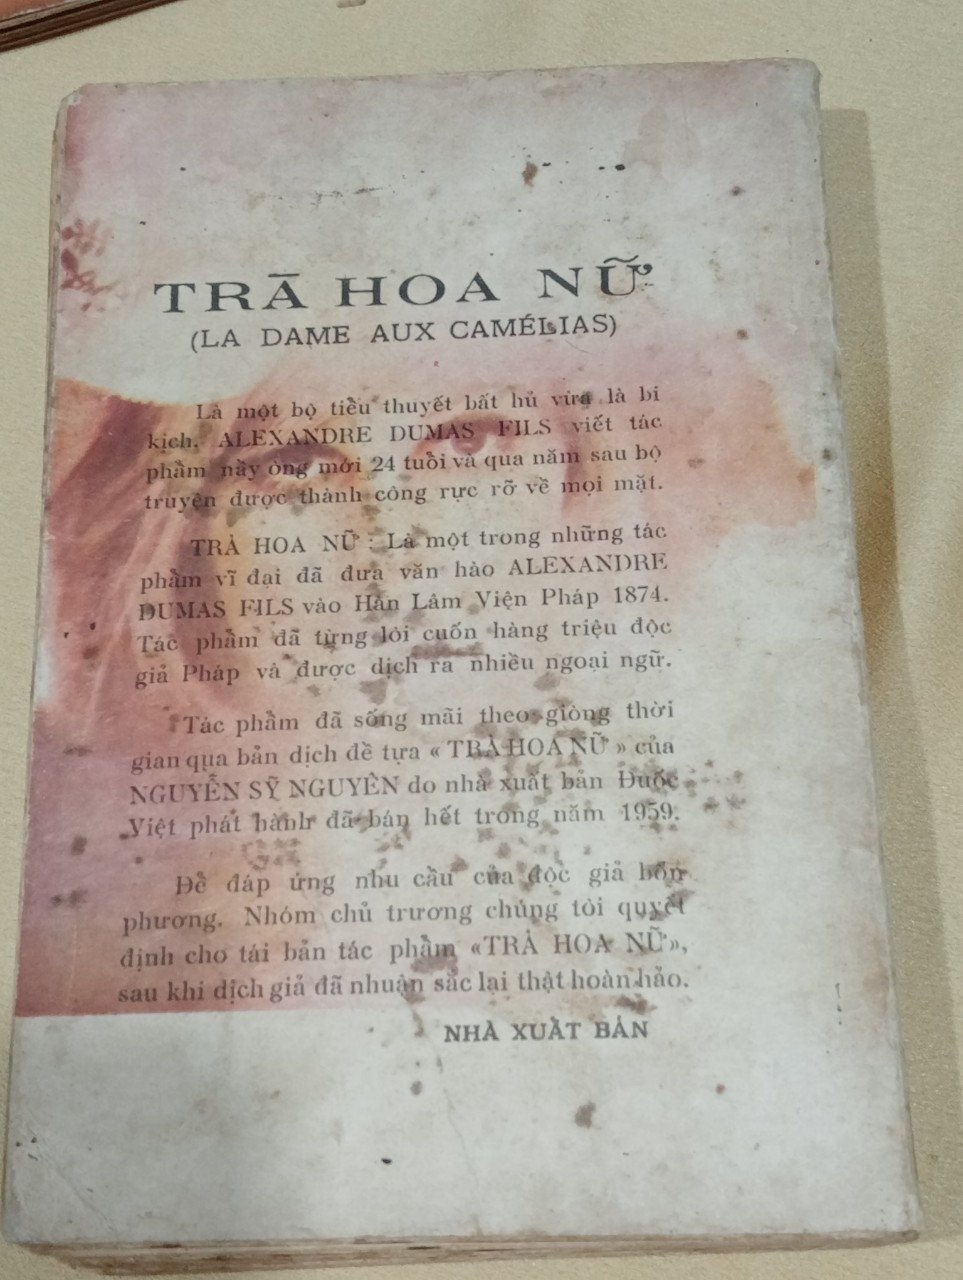 TRÀ HOA NỮ
(LA DAME AUX CAMÉLIAS)
Là một bộ tiểu thuyết bất hủ vừa là bi
kịch. ALEXANDRE DUMAS FILS viết tác
phẩm nầy ông mới 24 tuổi và qua năm sau bộ
truyện được thành công rực rỡ về mọi mặt.
TRÀ HOA NỮ : Là một trong những tác
phẩm vĩ đại đã đưa văn hào ALEXANDRE
DUMAS FILS vào Hàn Lâm Viện Pháp 1874.
Tác phẩm đã từng lôi cuốn hàng triệu độc
giả Pháp và được dịch ra nhiều ngoại ngữ.
Tác phẩm đã sống mãi theo giòng thời
gian qua bản dịch đề tựa « TRÀ HOA NỮ » của
NGUYỄN SỸ NGUYÊN do nhà xuất bản Đuốc
Việt phát hành đã bán hết trong năm 1959.
Để đáp ứng nhu cầu của độc giả bốn
phương. Nhóm chủ trương chúng tôi quyết
định cho tái bản tác phẩm «TRÀ HOA NỮ»,
sau khi dịch giả đã nhuận sắc lại thật hoàn hảo.
NHÀ XUẤT BẢN